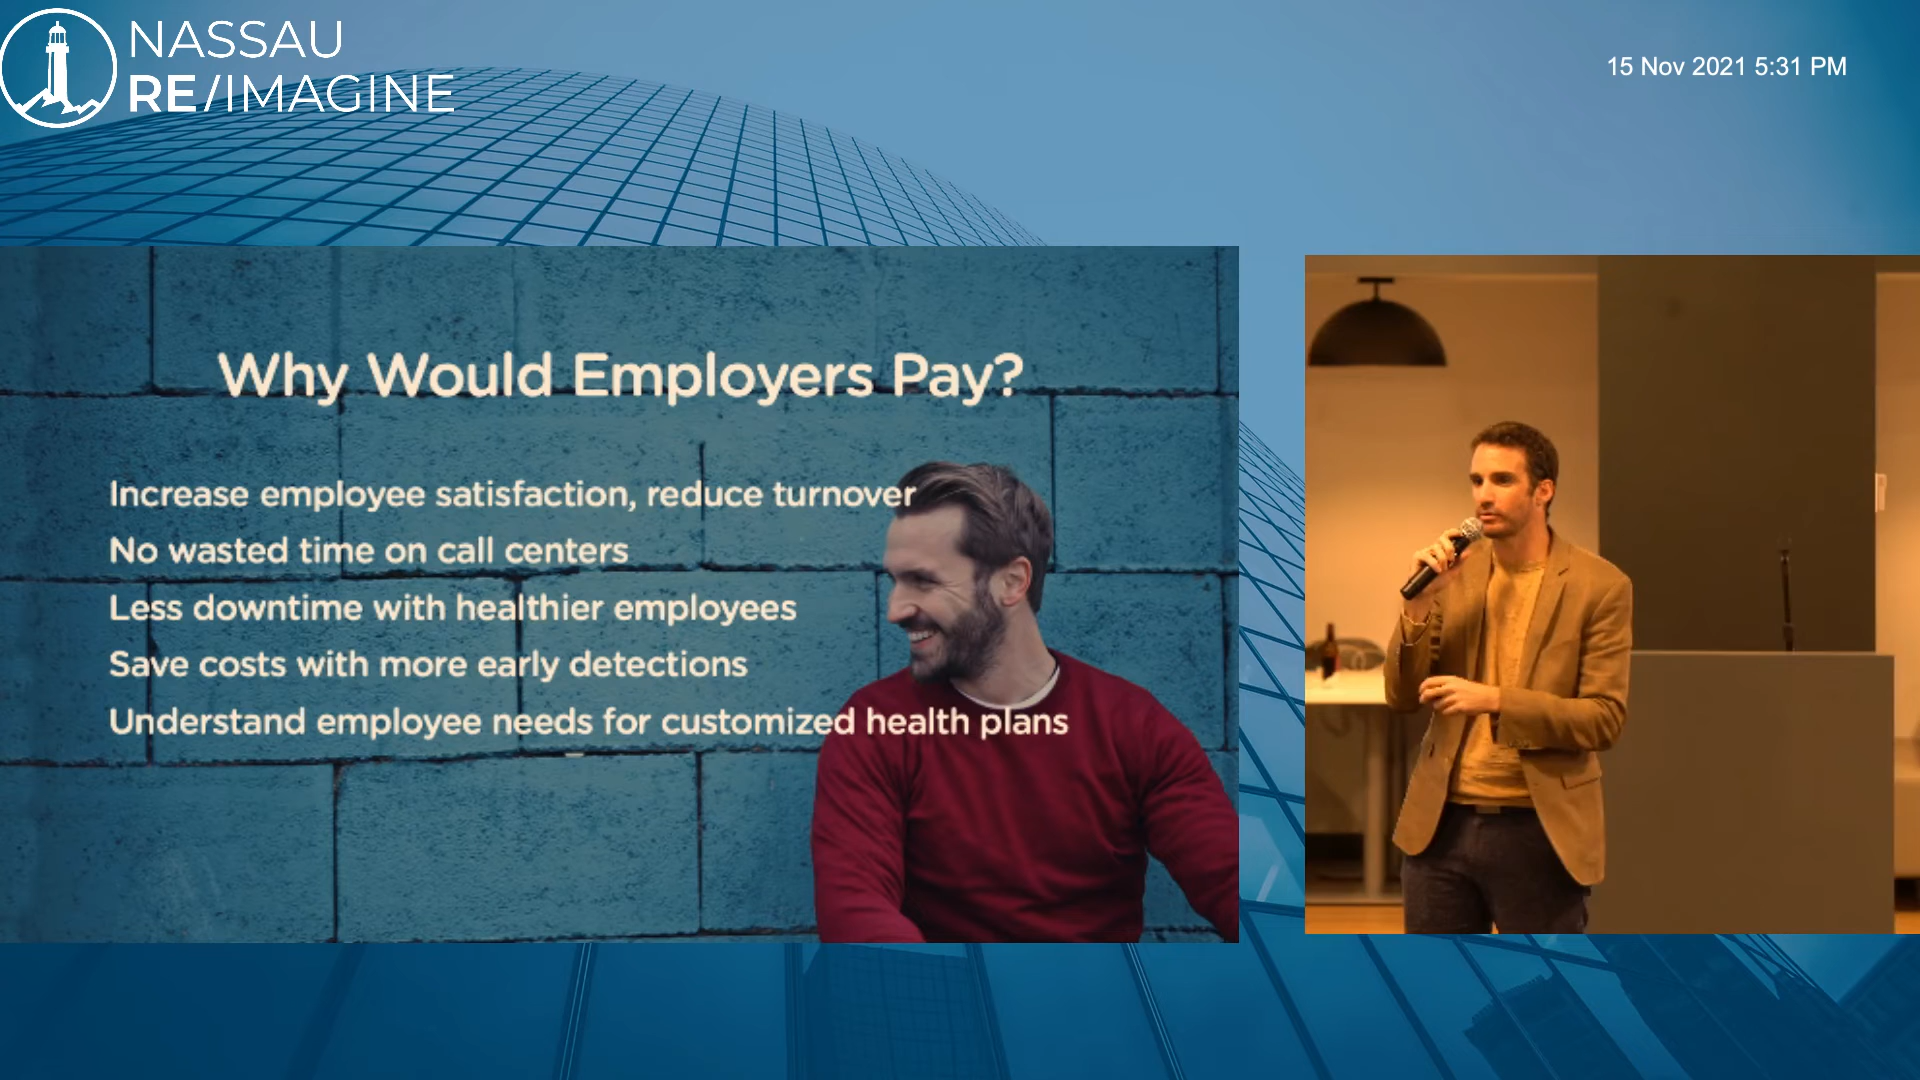 NASSAU
RE/IMAGINE
15 Nov 2021 5:31 PM
Why Would Employers Pay?
Increase employee satisfaction, reduce turnover
No wasted time on call centers
Less downtime with healthier employees
Save costs with more early detections
Understand employee needs for customized health plans